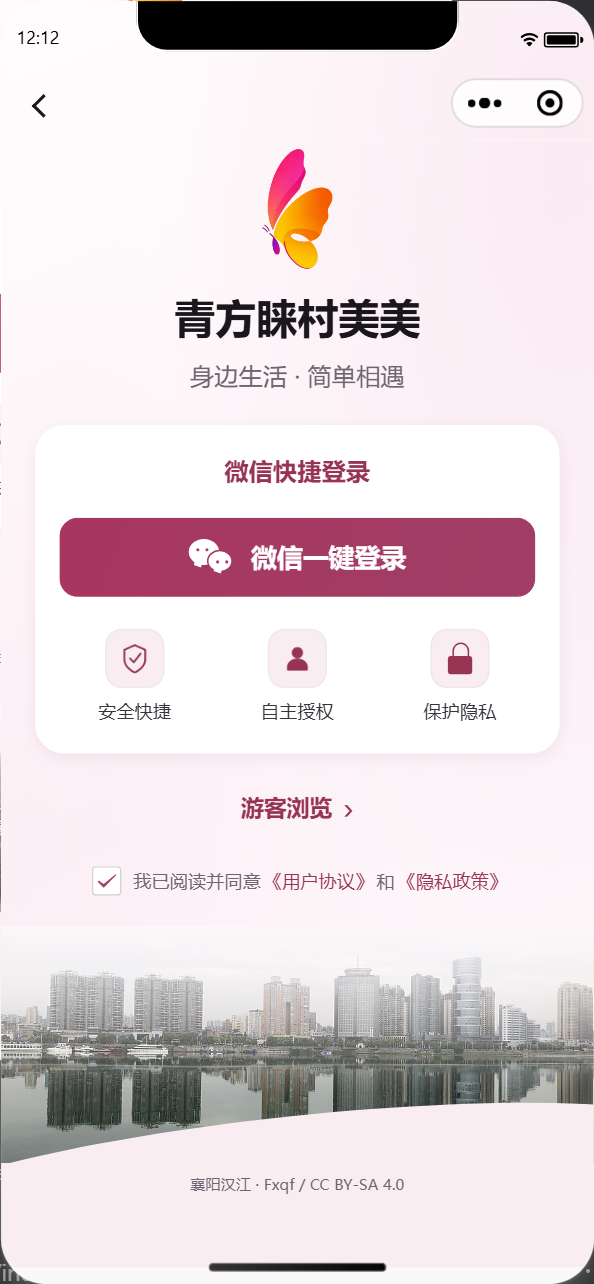 12:12
青方睐村美美
身边生活 · 简单相遇
微信快捷登录
微信一键登录
安全快捷 自主授权 保护隐私
游客浏览 ›
我已阅读并同意《用户协议》和《隐私政策》
襄阳汉江 · Fxqf / CC BY-SA 4.0